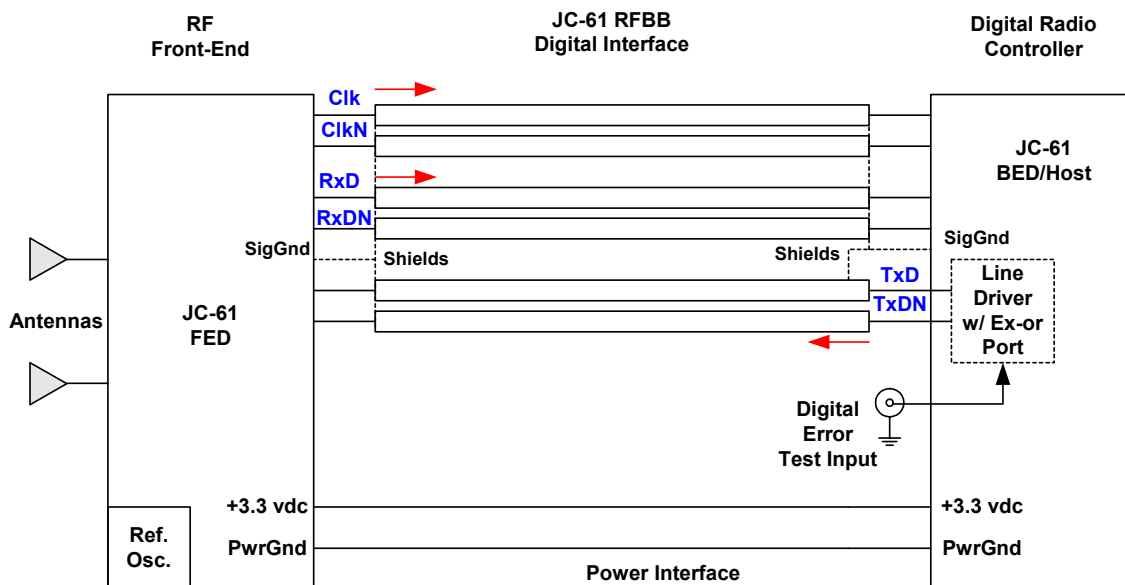 RF
Front-End
JC-61 RFBB
Digital Interface
Digital Radio
Controller
Clk
ClkN
RxD
RxDN
SigGnd
Shields
Shields
SigGnd
TxD
TxDN
JC-61
BED/Host
Line
Driver
w/ Ex-or
Port
Antennas
JC-61
FED
Digital
Error
Test Input
+3.3 vdc
+3.3 vdc
Ref.
Osc.
PwrGnd
PwrGnd
Power Interface